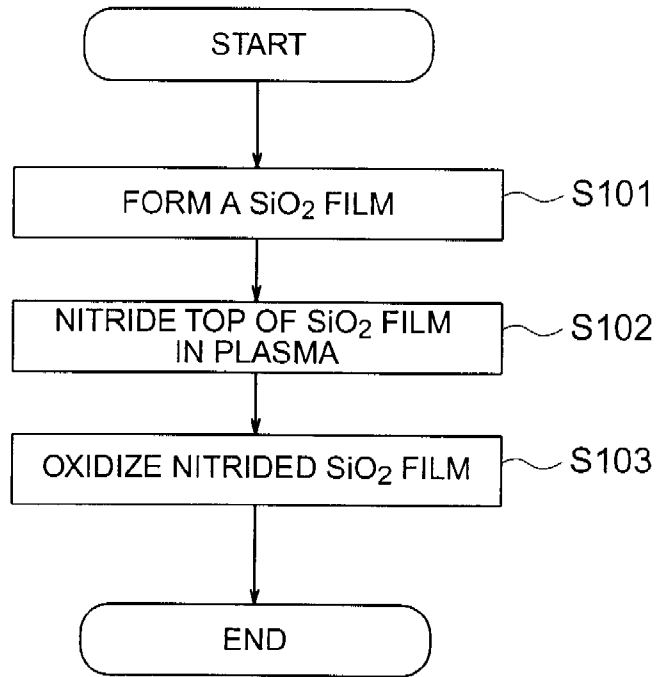 START
FORM A SiO₂ FILM
S101
NITRIDE TOP OF SiO₂ FILM
IN PLASMA
S102
OXIDIZE NITRIDED SiO₂ FILM
S103
END